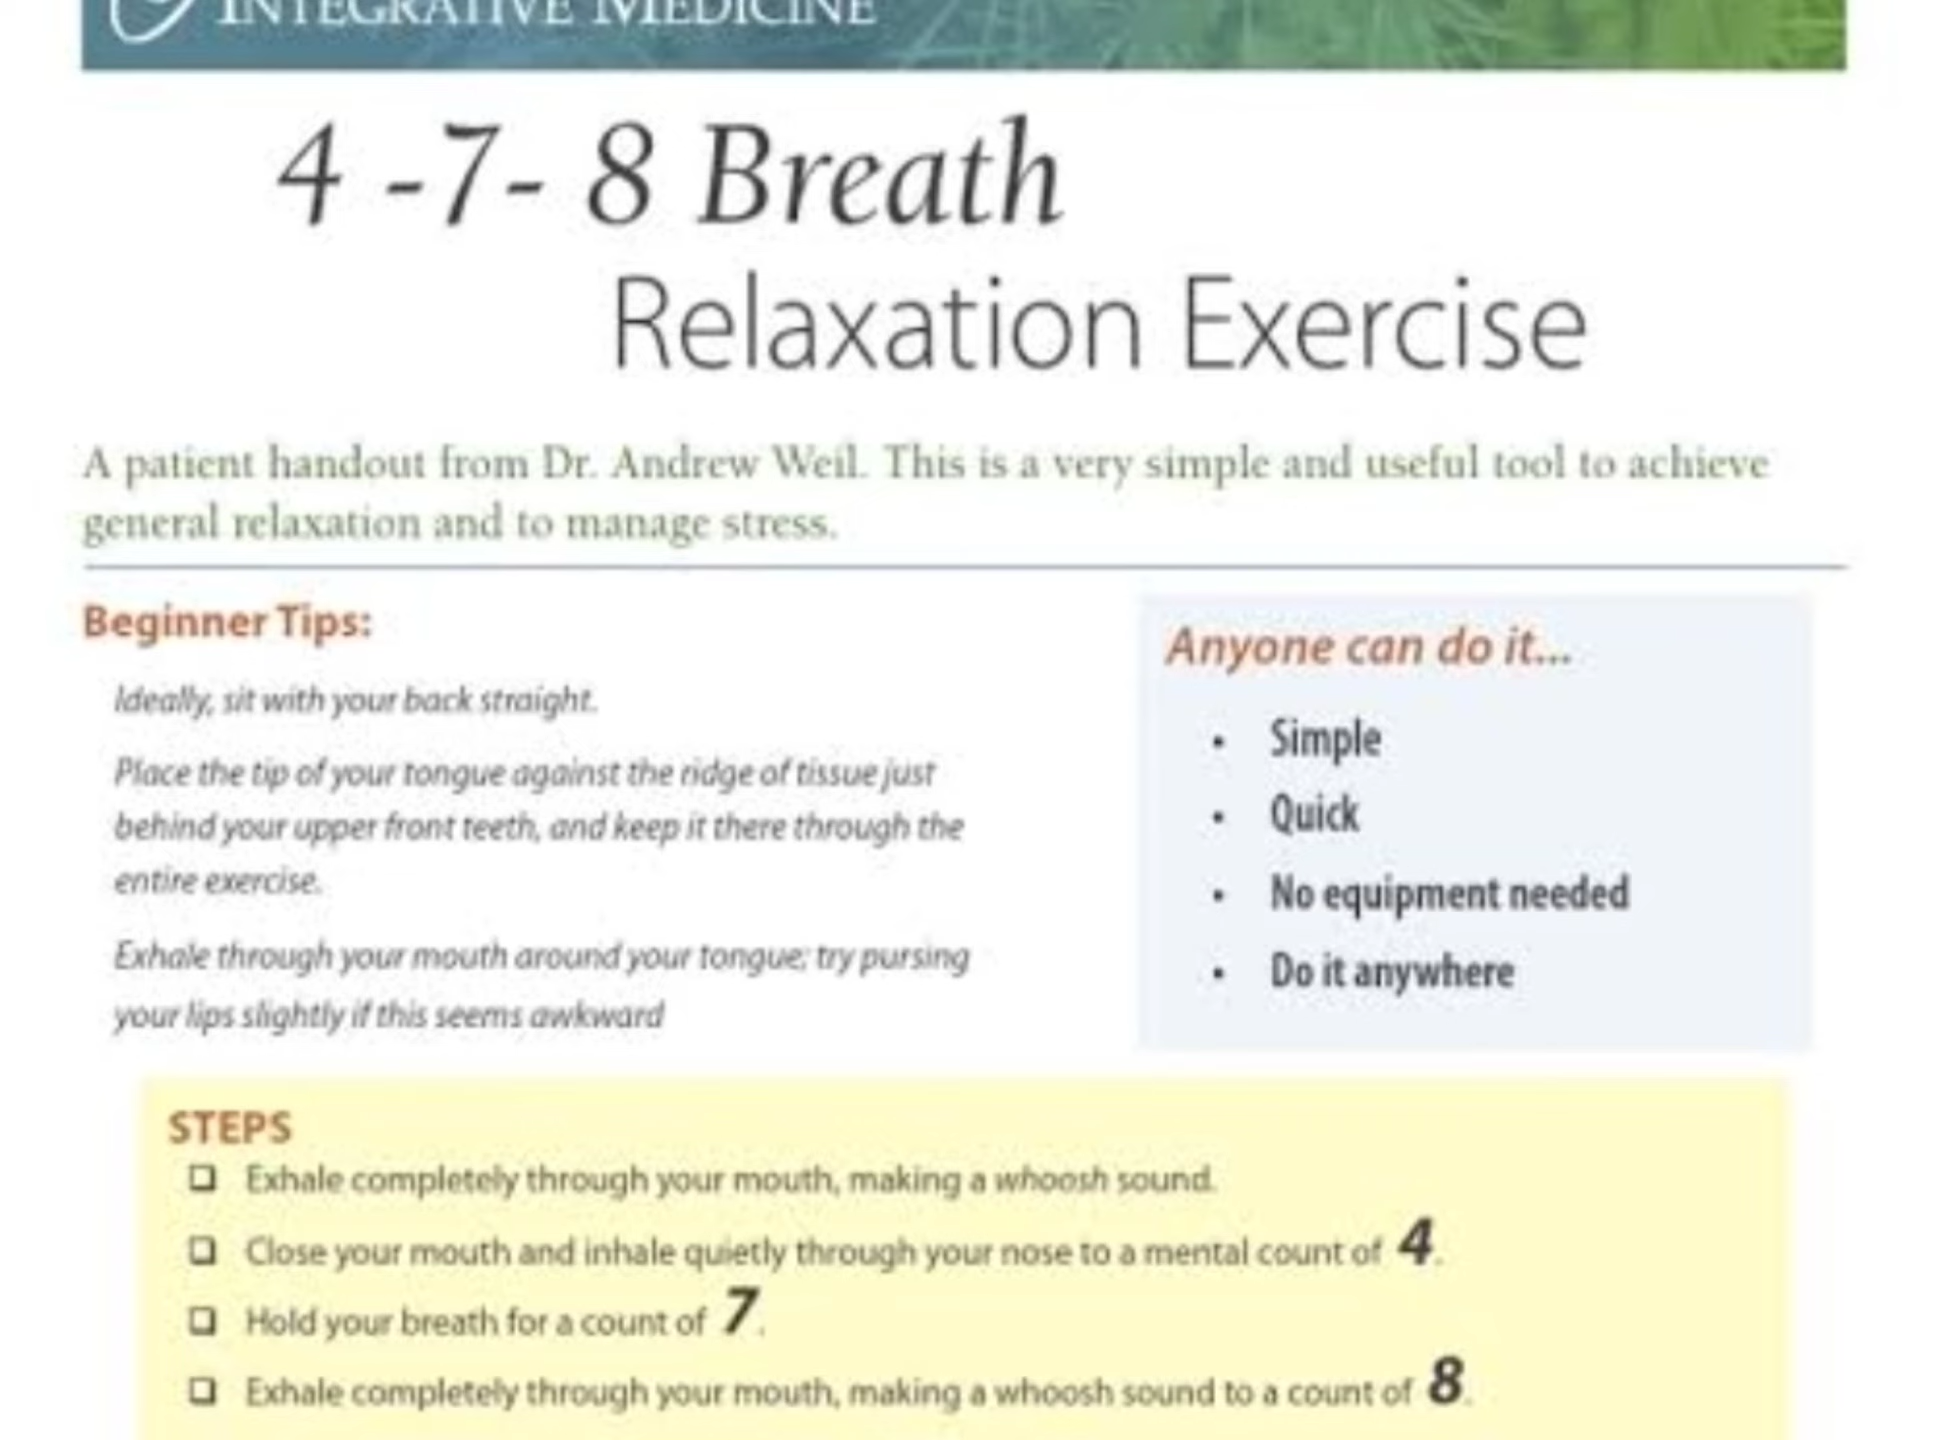 INTEGRATIVE MEDICINE
4 -7- 8 Breath
Relaxation Exercise
A patient handout from Dr. Andrew Weil. This is a very simple and useful tool to achieve
general relaxation and to manage stress.
Beginner Tips:
Ideally, sit with your back straight.
Place the tip of your tongue against the ridge of tissue just
behind your upper front teeth, and keep it there through the
entire exercise.
Exhale through your mouth around your tongue; try pursing
your lips slightly if this seems awkward
Anyone can do it...
• Simple
• Quick
• No equipment needed
• Do it anywhere
STEPS
❑ Exhale completely through your mouth, making a whoosh sound.
❑ Close your mouth and inhale quietly through your nose to a mental count of 4.
❑ Hold your breath for a count of 7.
❑ Exhale completely through your mouth, making a whoosh sound to a count of 8.